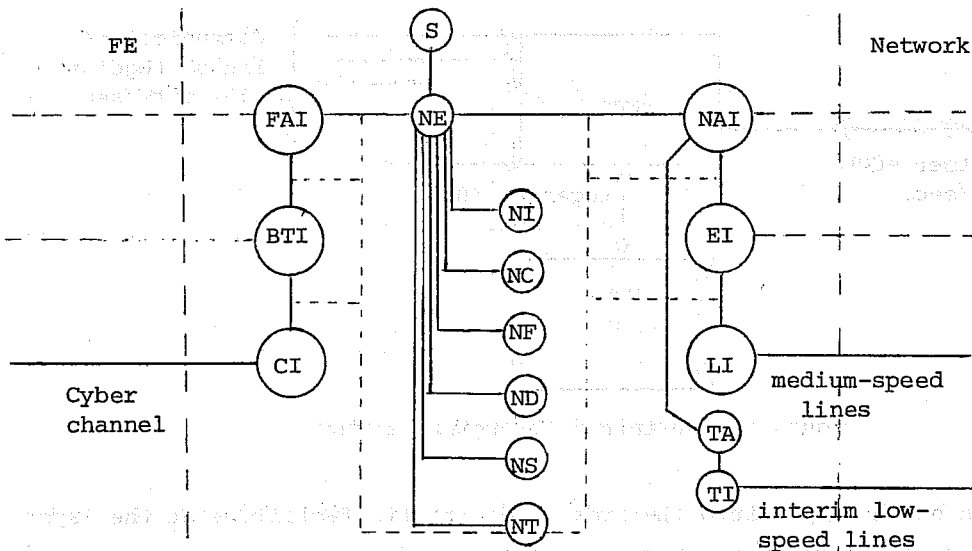 S
FE
Network
FAI
NE
NAI
NI
BTI
EI
NC
NF
CI
LI
Cyber
channel
medium-speed
lines
ND
TA
NS
TI
NT
interim low-
speed lines